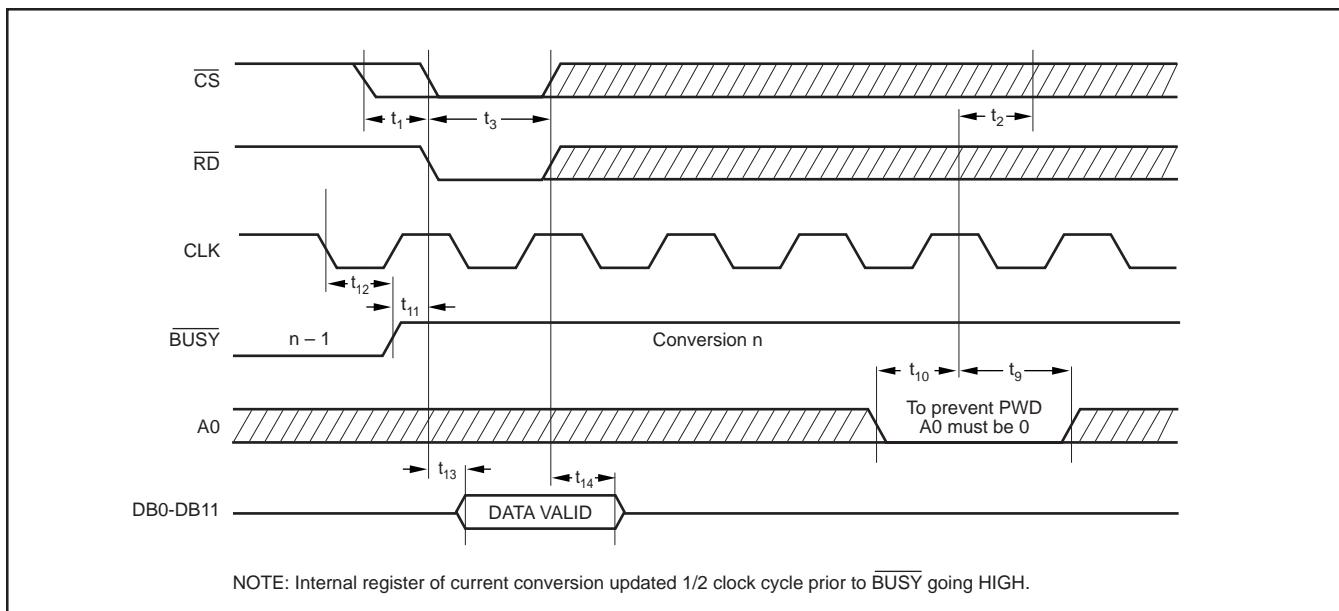 CS
t1 t3 t2
RD
CLK
t12
t11
BUSY n – 1 Conversion n
t10 t9
To prevent PWD
A0 must be 0
A0
t13
t14
DB0-DB11 DATA VALID
NOTE: Internal register of current conversion updated 1/2 clock cycle prior to BUSY going HIGH.